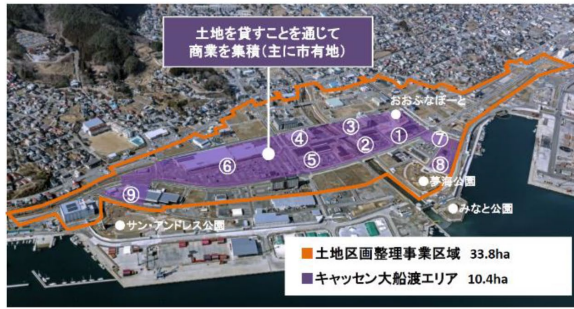 土地を貸すことを通じて
商業を集積(主に市有地)
おおふなぽーと
③
①
⑦
④
②
⑧
⑥
⑤
夢海公園
⑨
みなと公園
サン・アンドレス公園
■土地区画整理事業区域 33.8ha
■キャッセン大船渡エリア 10.4ha